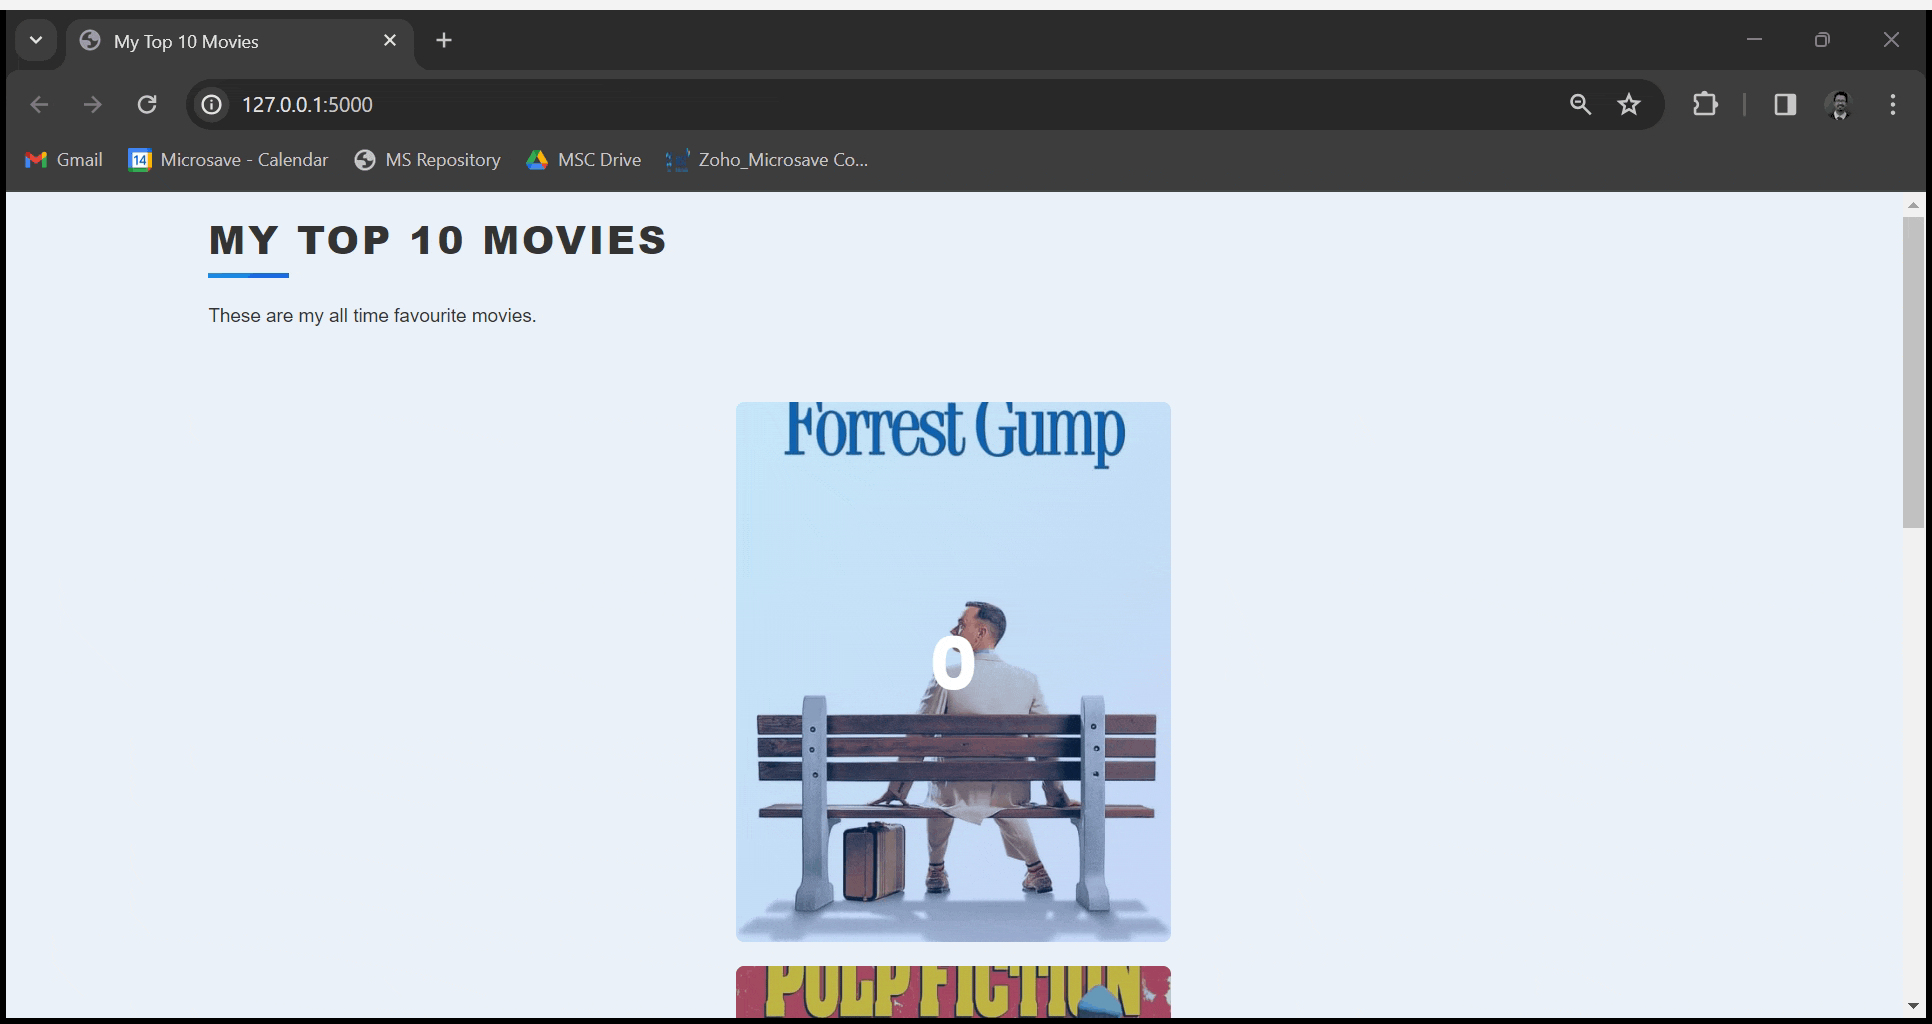 My Top 10 Movies
127.0.0.1:5000
Gmail 14 Microsave - Calendar MS Repository MSC Drive Zoho_Microsave Co...
MY TOP 10 MOVIES
These are my all time favourite movies.
Forrest Gump
0
PULP FICTION